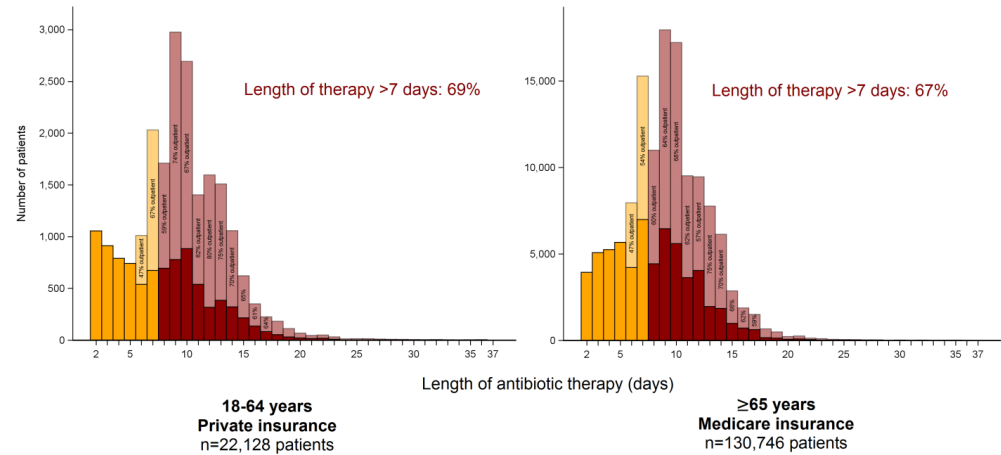 3,000
2,500
2,000
1,500
1,000
500
0
Number of patients
Length of therapy >7 days: 69%
47% outpatient
67% outpatient
59% outpatient
74% outpatient
67% outpatient
62% outpatient
80% outpatient
75% outpatient
70% outpatient
65%
61%
2 5 10 15 20 25 30 35 37
15,000
10,000
5,000
0
Length of therapy >7 days: 67%
47% outpatient
54% outpatient
60% outpatient
64% outpatient
68% outpatient
62% outpatient
57% outpatient
75% outpatient
70% outpatient
62%
59%
2 5 10 15 20 25 30 35 37
Length of antibiotic therapy (days)
18-64 years
Private insurance
n=22,128 patients
≥65 years
Medicare insurance
n=130,746 patients